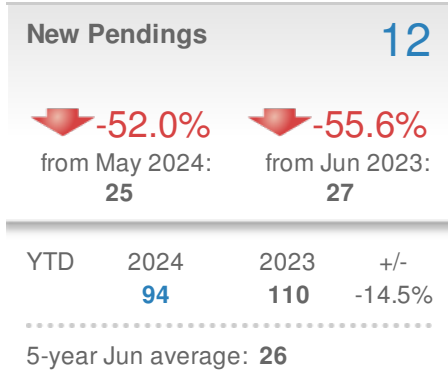 New Pendings 12
-52.0% -55.6%
from May 2024: from Jun 2023:
25 27
YTD 2024 2023 +/-
94 110 -14.5%
5-year Jun average: 26